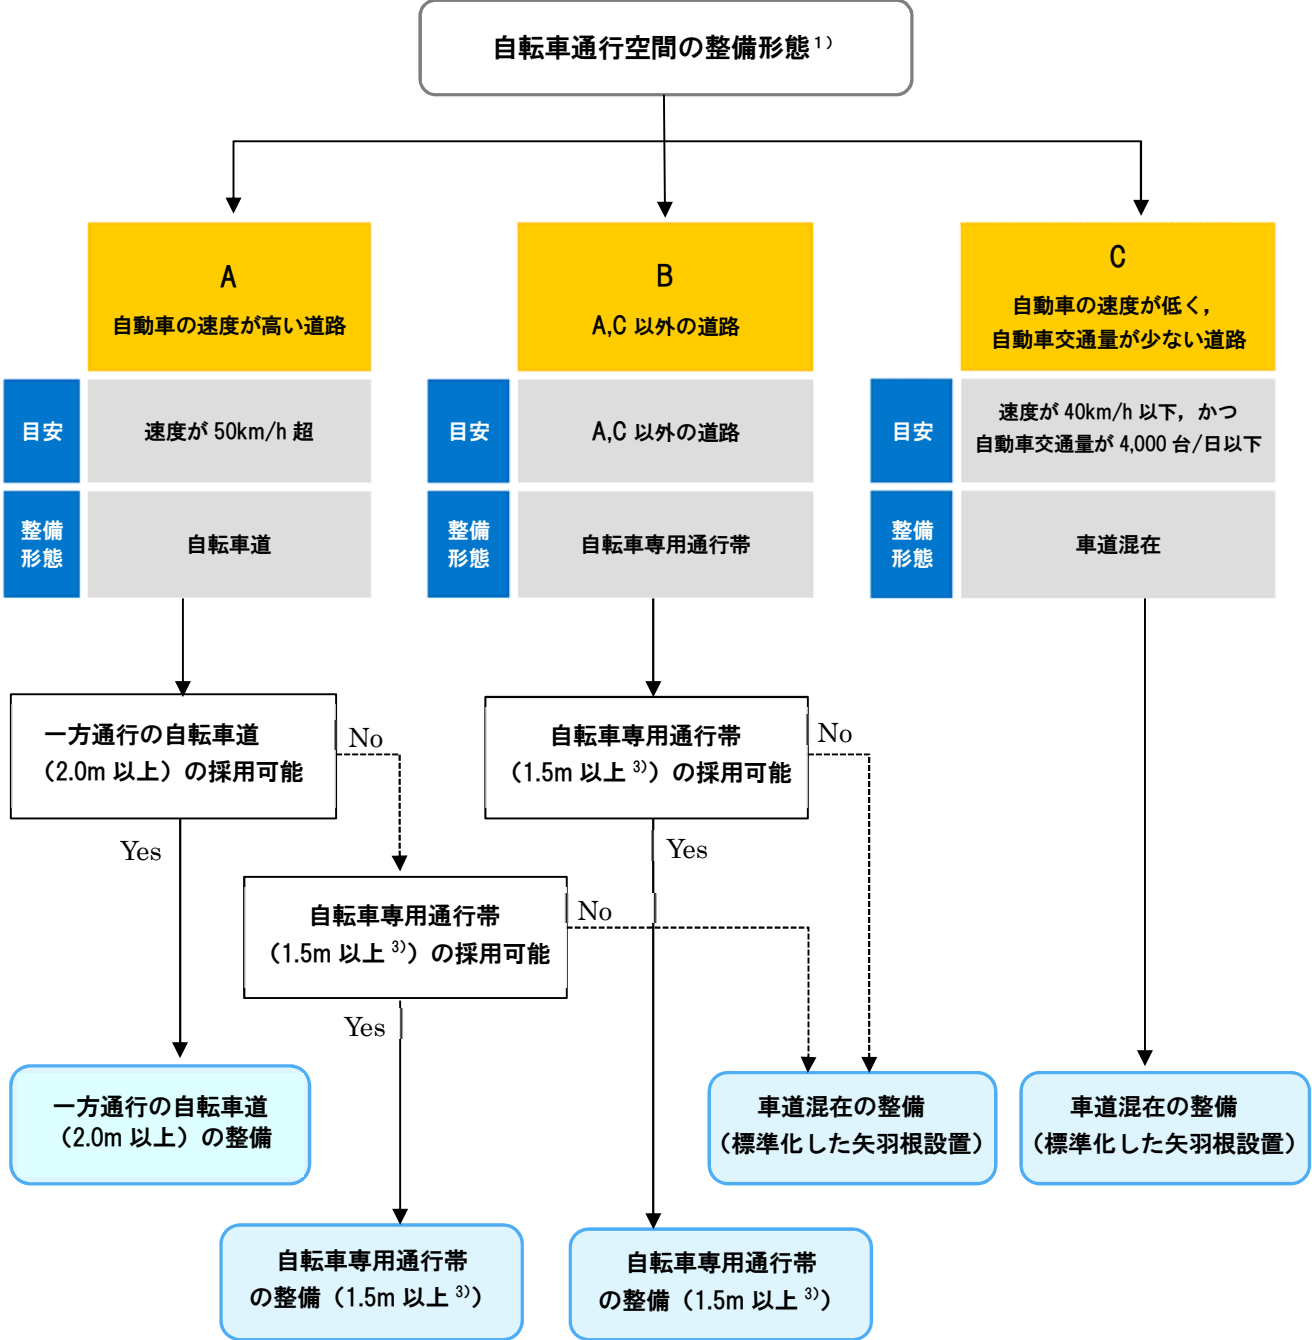 自転車通行空間の整備形態1)
A
自動車の速度が高い道路
B
A,C 以外の道路
C
自動車の速度が低く,
自動車交通量が少ない道路
目安
速度が 50km/h 超
目安
A,C 以外の道路
目安
速度が 40km/h 以下，かつ
自動車交通量が 4,000 台/日以下
整備
形態
自転車道
整備
形態
自転車専用通行帯
整備
形態
車道混在
一方通行の自転車道
（2.0m 以上）の採用可能
No
Yes
自転車専用通行帯
（1.5m 以上 3)）の採用可能
No
Yes
自転車専用通行帯
（1.5m 以上 3)）の採用可能
No
Yes
一方通行の自転車道
（2.0m 以上）の整備
車道混在の整備
（標準化した矢羽根設置）
車道混在の整備
（標準化した矢羽根設置）
自転車専用通行帯
の整備（1.5m 以上 3)）
自転車専用通行帯
の整備（1.5m 以上 3)）